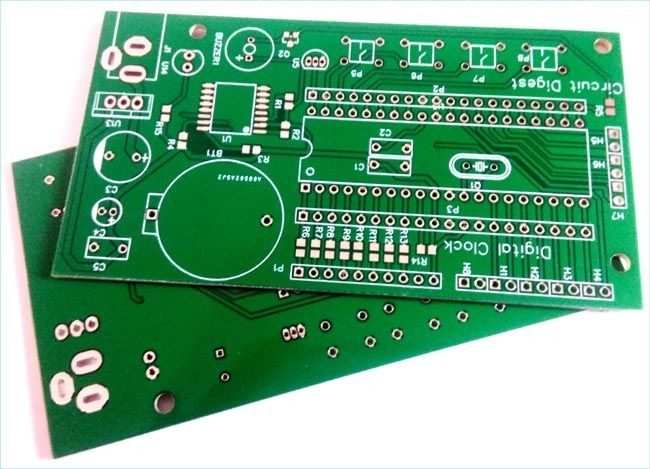 BUZZER1
Q2
J1
U5
P5
P6
P7
P8
Circuit Digest
P2
R5
U13
R15
R4
U1
R1
R2
R3
BT1
C2
C1
Q1
H5
H6
H7
C3
C4
C5
P3
Digital Clock
R6
R7
R8
R9
R10
R11
R12
R13
R14
P1
H1
H2
H3
H4